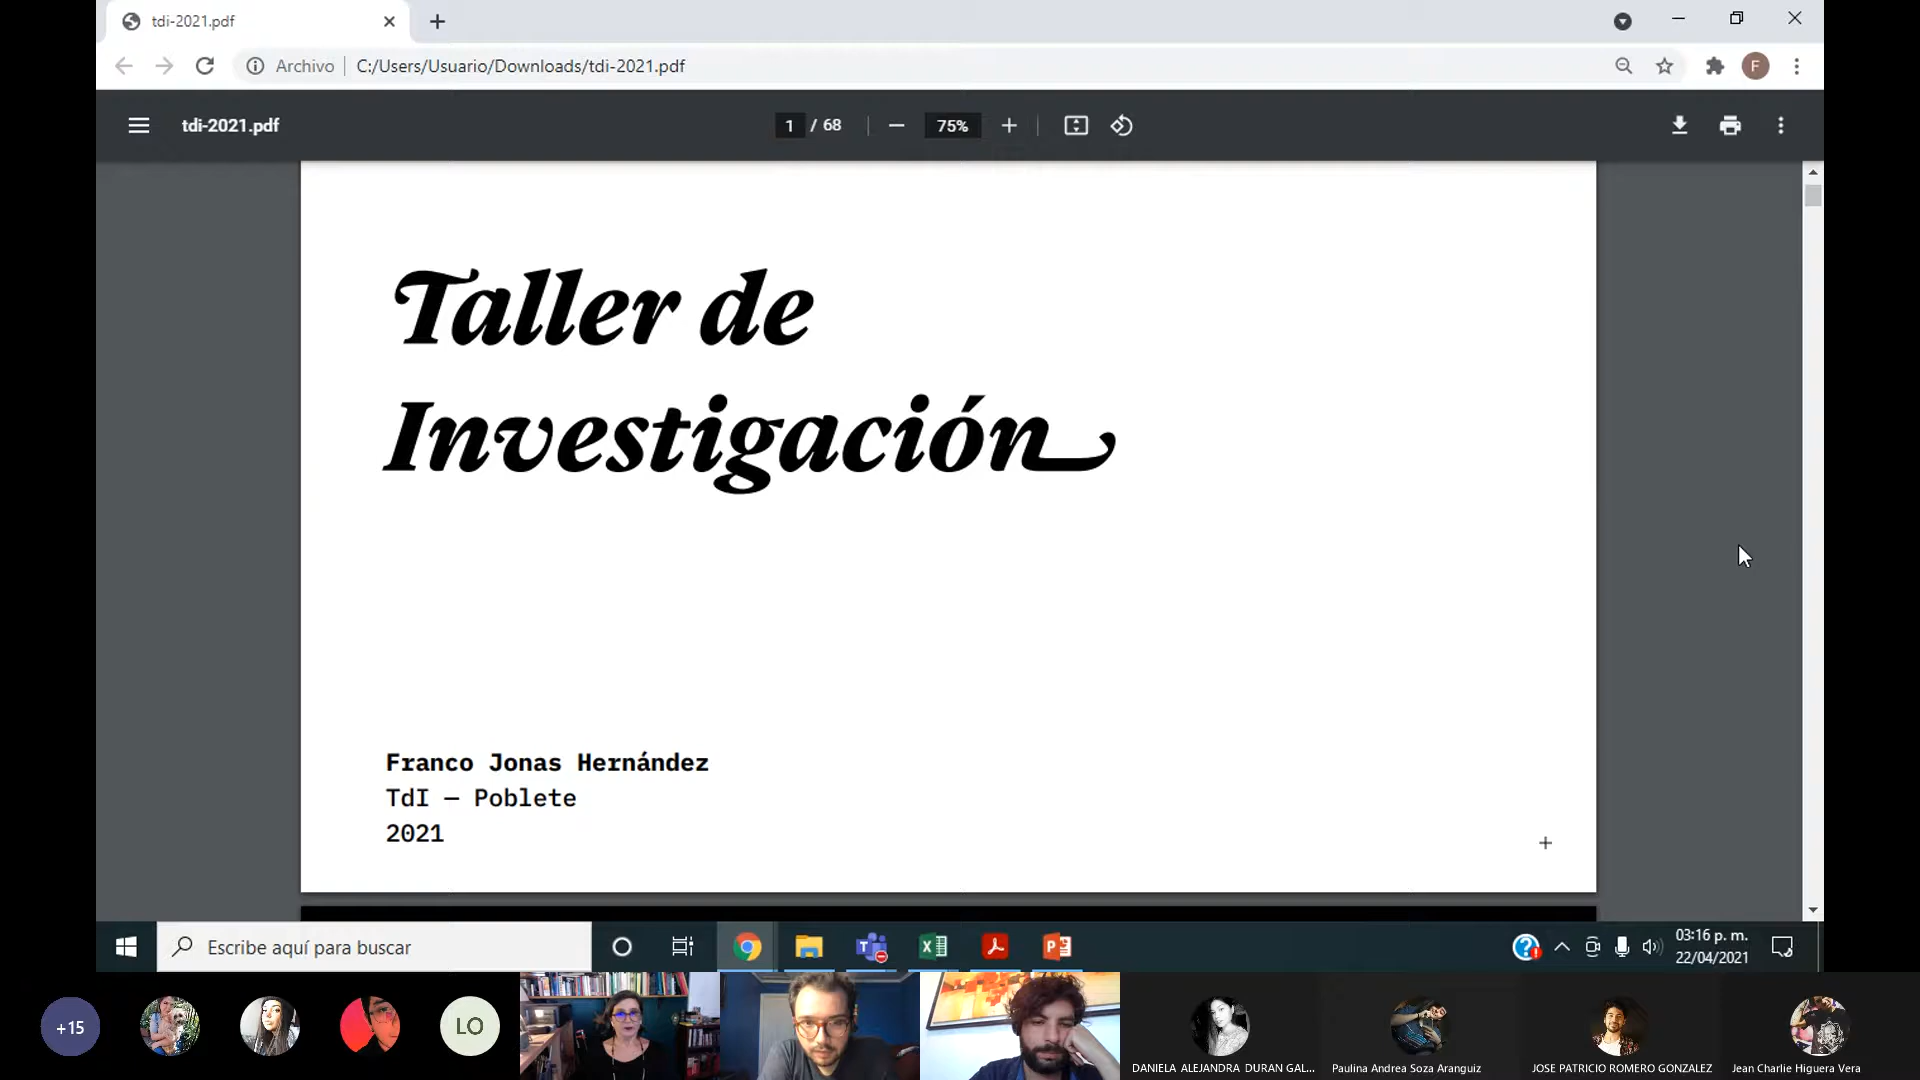 tdi-2021.pdf
Archivo
C:/Users/Usuario/Downloads/tdi-2021.pdf
F
tdi-2021.pdf
1 / 68
75%
Taller de
Investigación
Franco Jonas Hernández
TdI — Poblete
2021
Escribe aquí para buscar
03:16 p. m.
22/04/2021
+15
LO
DANIELA ALEJANDRA DURAN GAL...
Paulina Andrea Soza Aranguiz
JOSE PATRICIO ROMERO GONZALEZ
Jean Charlie Higuera Vera